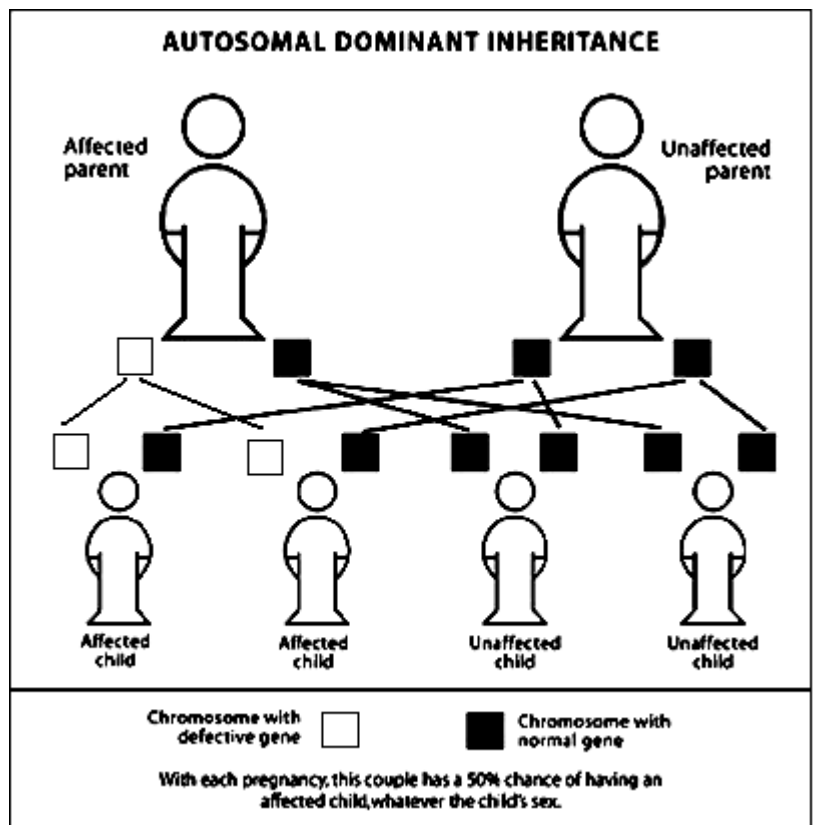 AUTOSOMAL DOMINANT INHERITANCE
Affected
parent
Unaffected
parent
Affected
child
Affected
child
Unaffected
child
Unaffected
child
Chromosome with
defective gene
Chromosome with
normal gene
With each pregnancy, this couple has a 50% chance of having an
affected child, whatever the child's sex.